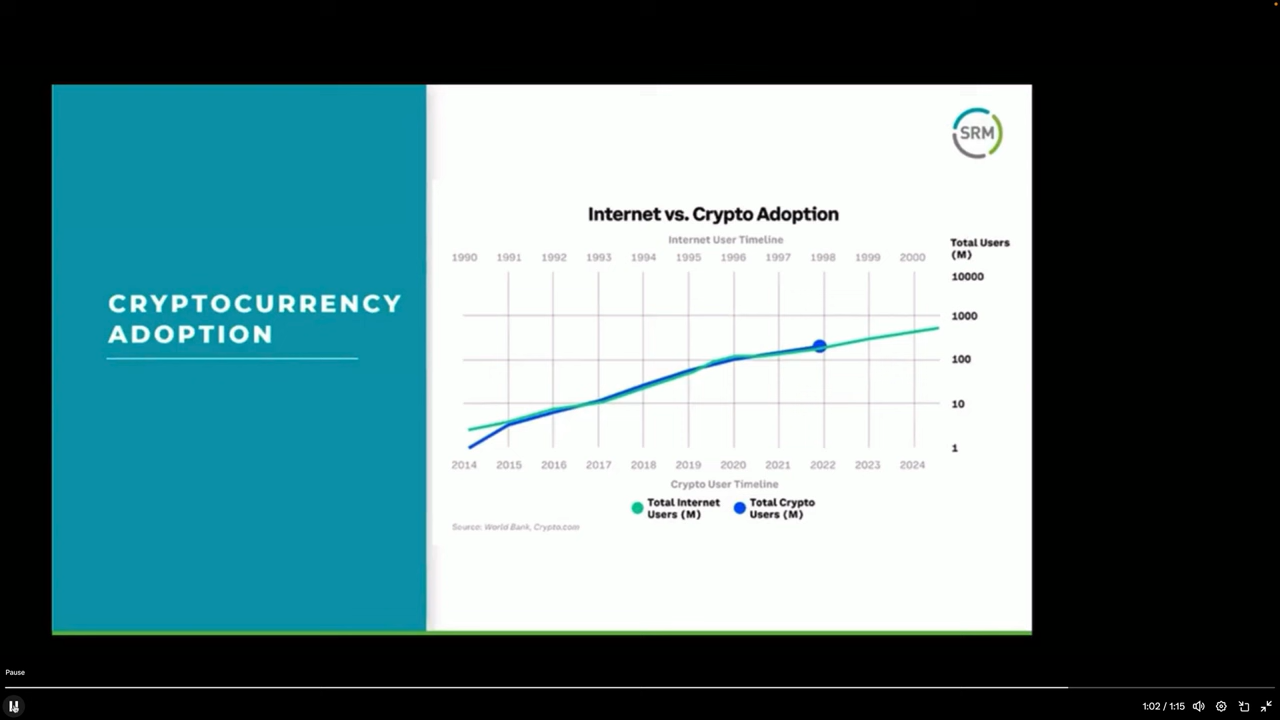 SRM
CRYPTOCURRENCY
ADOPTION
Internet vs. Crypto Adoption
Internet User Timeline
1990 1991 1992 1993 1994 1995 1996 1997 1998 1999 2000
Total Users
(M)
10000
1000
100
10
1
2014 2015 2016 2017 2018 2019 2020 2021 2022 2023 2024
Crypto User Timeline
Total Internet
Users (M)
Total Crypto
Users (M)
Source: World Bank, Crypto.com
Pause
1:02 / 1:15